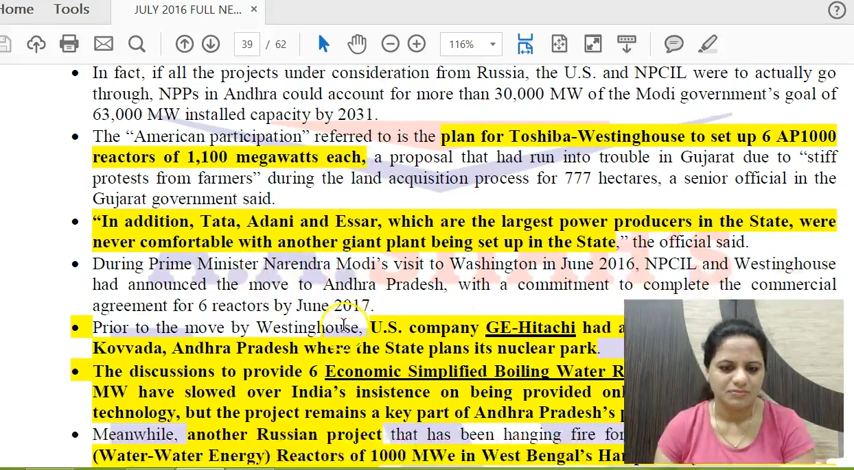 Home Tools JULY 2016 FULL NE... ×
39 / 62 116%
• In fact, if all the projects under consideration from Russia, the U.S. and NPCIL were to actually go
through, NPPs in Andhra could account for more than 30,000 MW of the Modi government's goal of
63,000 MW installed capacity by 2031.
• The “American participation” referred to is the plan for Toshiba-Westinghouse to set up 6 AP1000
reactors of 1,100 megawatts each, a proposal that had run into trouble in Gujarat due to “stiff
protests from farmers” during the land acquisition process for 777 hectares, a senior official in the
Gujarat government said.
• “In addition, Tata, Adani and Essar, which are the largest power producers in the State, were
never comfortable with another giant plant being set up in the State,” the official said.
• During Prime Minister Narendra Modi's visit to Washington in June 2016, NPCIL and Westinghouse
had announced the move to Andhra Pradesh, with a commitment to complete the commercial
agreement for 6 reactors by June 2017.
• Prior to the move by Westinghouse, U.S. company GE-Hitachi had a
Kovvada, Andhra Pradesh where the State plans its nuclear park.
• The discussions to provide 6 Economic Simplified Boiling Water R
MW have slowed over India's insistence on being provided onl
technology, but the project remains a key part of Andhra Pradesh's p
• Meanwhile, another Russian project that has been hanging fire for
(Water-Water Energy) Reactors of 1000 MWe in West Bengal's Ha